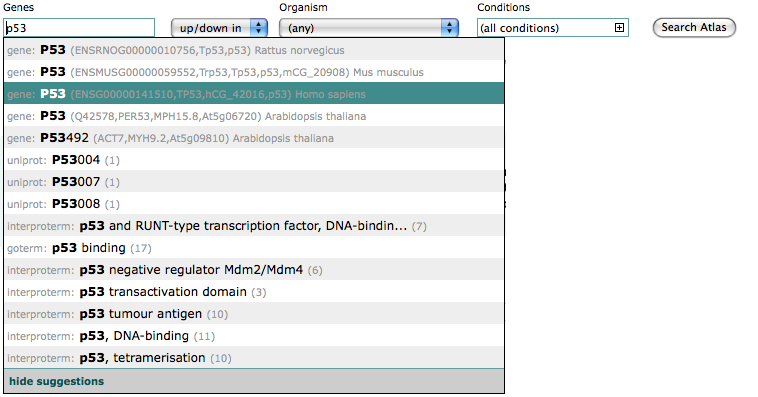 Genes Organism Conditions
p53 up/down in (any) (all conditions) Search Atlas
gene: P53 (ENSRNOG00000010756,Tp53,p53) Rattus norvegicus
gene: P53 (ENSMUSG00000059552,Trp53,Tp53,p53,mCG_20908) Mus musculus
gene: P53 (ENSG00000141510,TP53,hCG_42016,p53) Homo sapiens
gene: P53 (Q42578,PER53,MPH15.8,At5g06720) Arabidopsis thaliana
gene: P53492 (ACT7,MYH9.2,At5g09810) Arabidopsis thaliana
uniprot: P53004 (1)
uniprot: P53007 (1)
uniprot: P53008 (1)
interproterm: p53 and RUNT-type transcription factor, DNA-bindin... (7)
goterm: p53 binding (17)
interproterm: p53 negative regulator Mdm2/Mdm4 (6)
interproterm: p53 transactivation domain (3)
interproterm: p53 tumour antigen (10)
interproterm: p53, DNA-binding (11)
interproterm: p53, tetramerisation (10)
hide suggestions